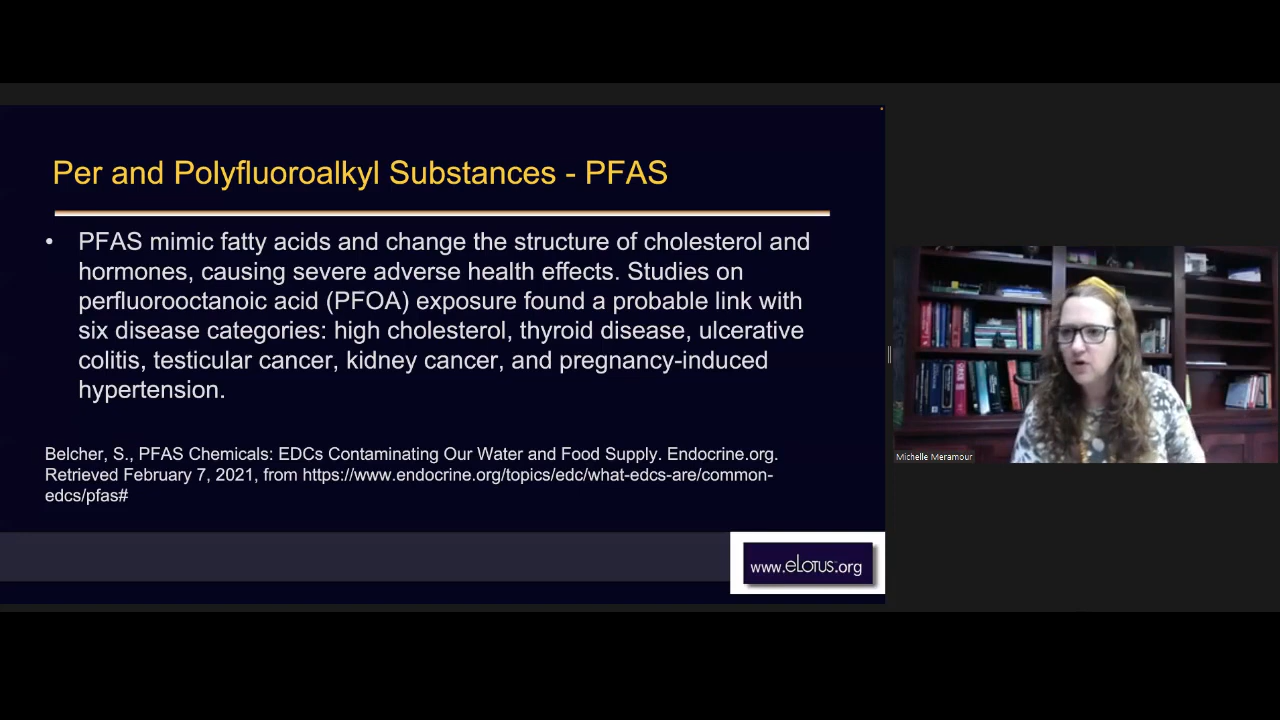 Per and Polyfluoroalkyl Substances - PFAS
• PFAS mimic fatty acids and change the structure of cholesterol and
hormones, causing severe adverse health effects. Studies on
perfluorooctanoic acid (PFOA) exposure found a probable link with
six disease categories: high cholesterol, thyroid disease, ulcerative
colitis, testicular cancer, kidney cancer, and pregnancy-induced
hypertension.
Belcher, S., PFAS Chemicals: EDCs Contaminating Our Water and Food Supply. Endocrine.org.
Retrieved February 7, 2021, from https://www.endocrine.org/topics/edc/what-edcs-are/common-
edcs/pfas#
www.eLOTUS.org
Michelle Meramour